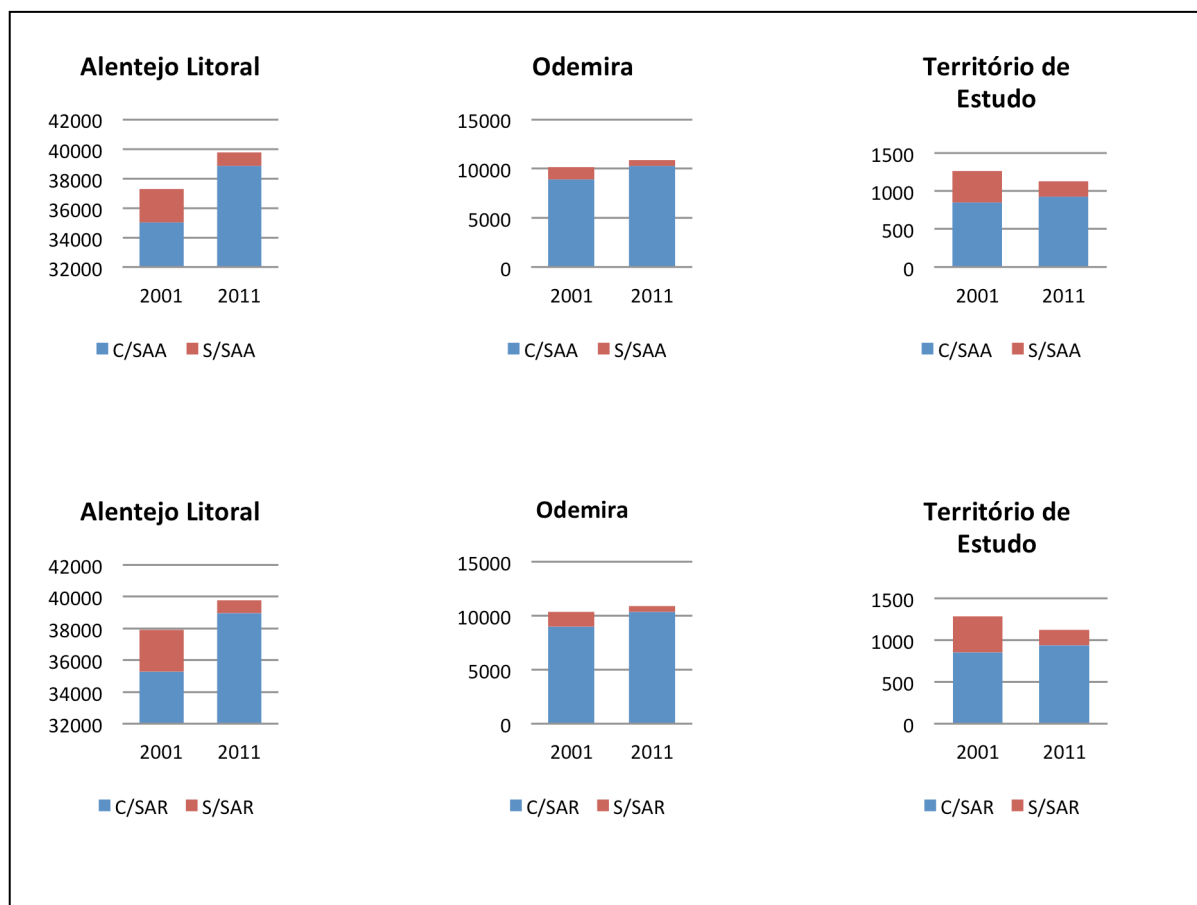 Alentejo Litoral
42000
40000
38000
36000
34000
32000
2001 2011
C/SAA S/SAA
Odemira
15000
10000
5000
0
2001 2011
C/SAA S/SAA
Território de
Estudo
1500
1000
500
0
2001 2011
C/SAA S/SAA
Alentejo Litoral
42000
40000
38000
36000
34000
32000
2001 2011
C/SAR S/SAR
Odemira
15000
10000
5000
0
2001 2011
C/SAR S/SAR
Território de
Estudo
1500
1000
500
0
2001 2011
C/SAR S/SAR